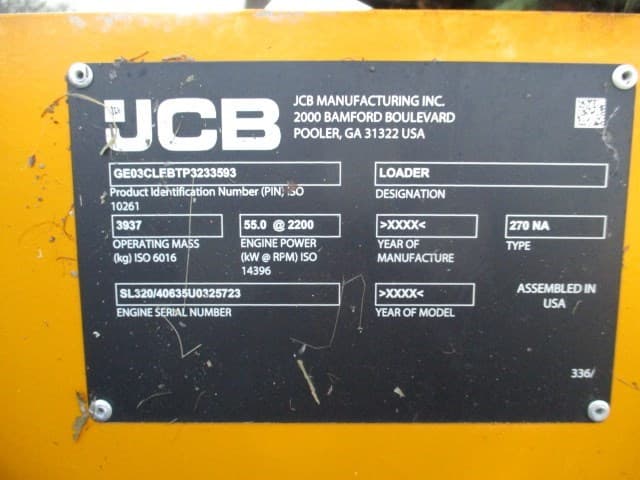 JCB
JCB MANUFACTURING INC.
2000 BAMFORD BOULEVARD
POOLER, GA 31322 USA
GE03CLEBTP3233593
Product Identification Number (PIN) ISO
10261
LOADER
DESIGNATION
3937
OPERATING MASS
(kg) ISO 6016
55.0 @ 2200
ENGINE POWER
(kW @ RPM) ISO
14396
>XXXX<
YEAR OF
MANUFACTURE
270 NA
TYPE
SL320/40635U0325723
ENGINE SERIAL NUMBER
>XXXX<
YEAR OF MODEL
ASSEMBLED IN
USA
336/